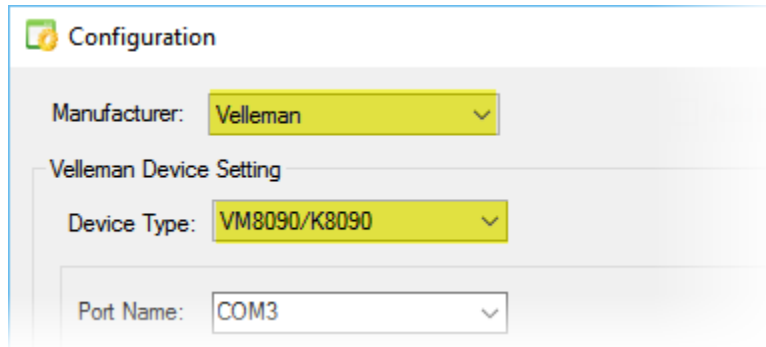 Configuration
Manufacturer: Velleman
Velleman Device Setting
Device Type: VM8090/K8090
Port Name: COM3